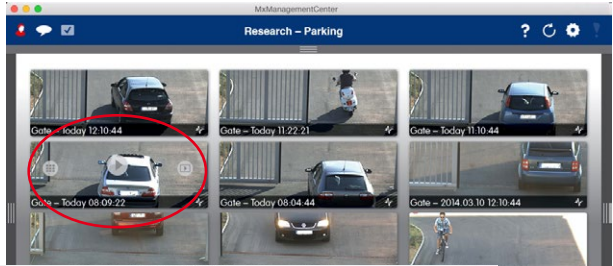 MxManagementCenter
Research – Parking
Gate – Today 12:10:44
Gate – Today 11.22.21
Gate – Today 11:10:44
Gate – Today 08:09:22
Gate – Today 08:04:44
Gate – 2014.03.10 12:10:44